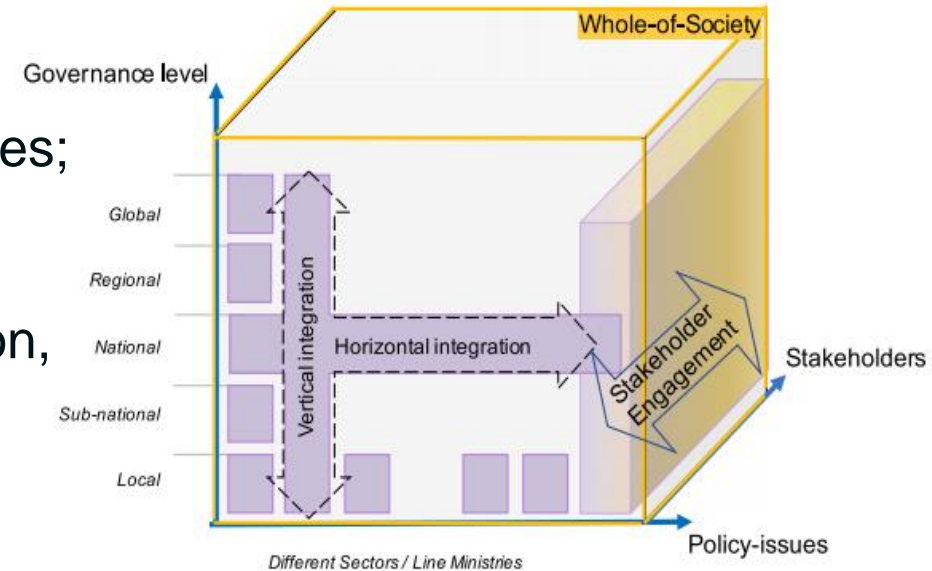 Whole-of-Society
Governance level
es;
Global
Regional
on,
National
Sub-national
Local
Vertical integration
Horizontal integration
Stakeholder
Engagement
Stakeholders
Policy-issues
Different Sectors / Line Ministries